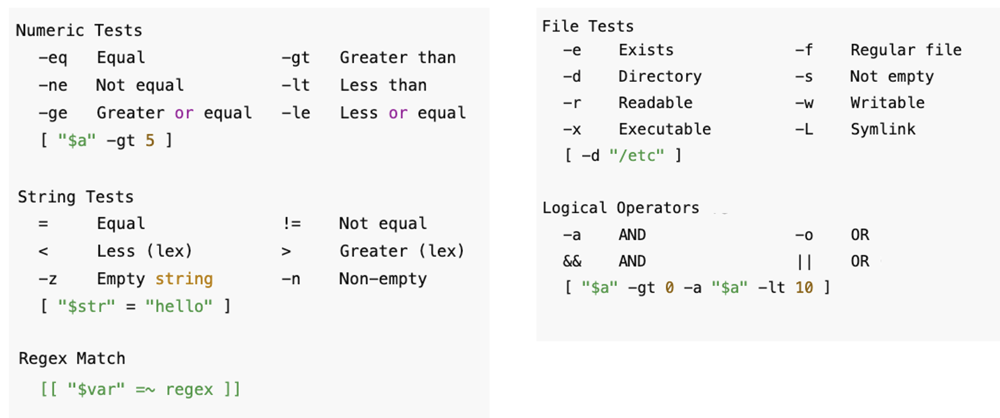 Numeric Tests
-eq Equal -gt Greater than
-ne Not equal -lt Less than
-ge Greater or equal -le Less or equal
[ "$a" -gt 5 ]
String Tests
= Equal != Not equal
< Less (lex) > Greater (lex)
-z Empty string -n Non-empty
[ "$str" = "hello" ]
Regex Match
[[ "$var" =~ regex ]]
File Tests
-e Exists -f Regular file
-d Directory -s Not empty
-r Readable -w Writable
-x Executable -L Symlink
[ -d "/etc" ]
Logical Operators
-a AND -o OR
&& AND || OR
[ "$a" -gt 0 -a "$a" -lt 10 ]